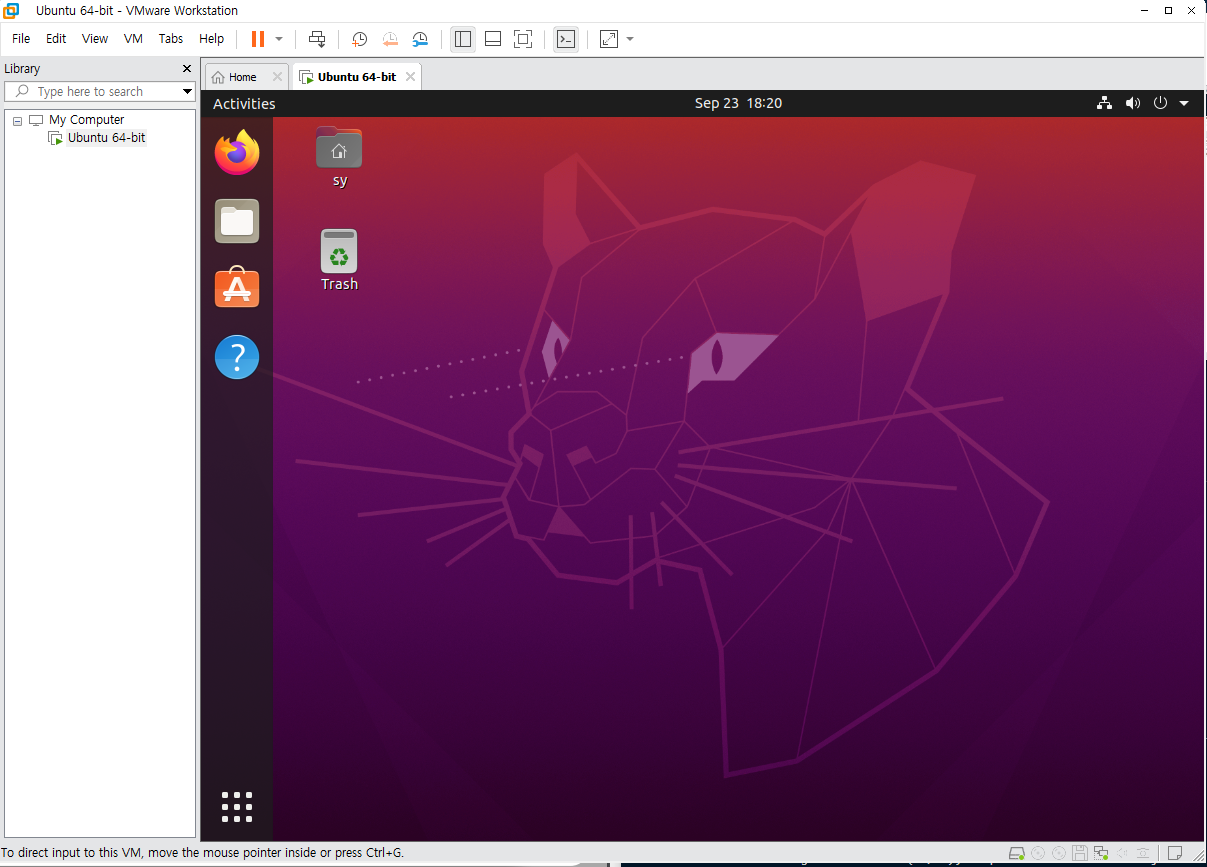 Ubuntu 64-bit - VMware Workstation
File Edit View VM Tabs Help
Library
Type here to search
My Computer
Ubuntu 64-bit
Home
Ubuntu 64-bit
Activities
Sep 23 18:20
sy
Trash
To direct input to this VM, move the mouse pointer inside or press Ctrl+G.